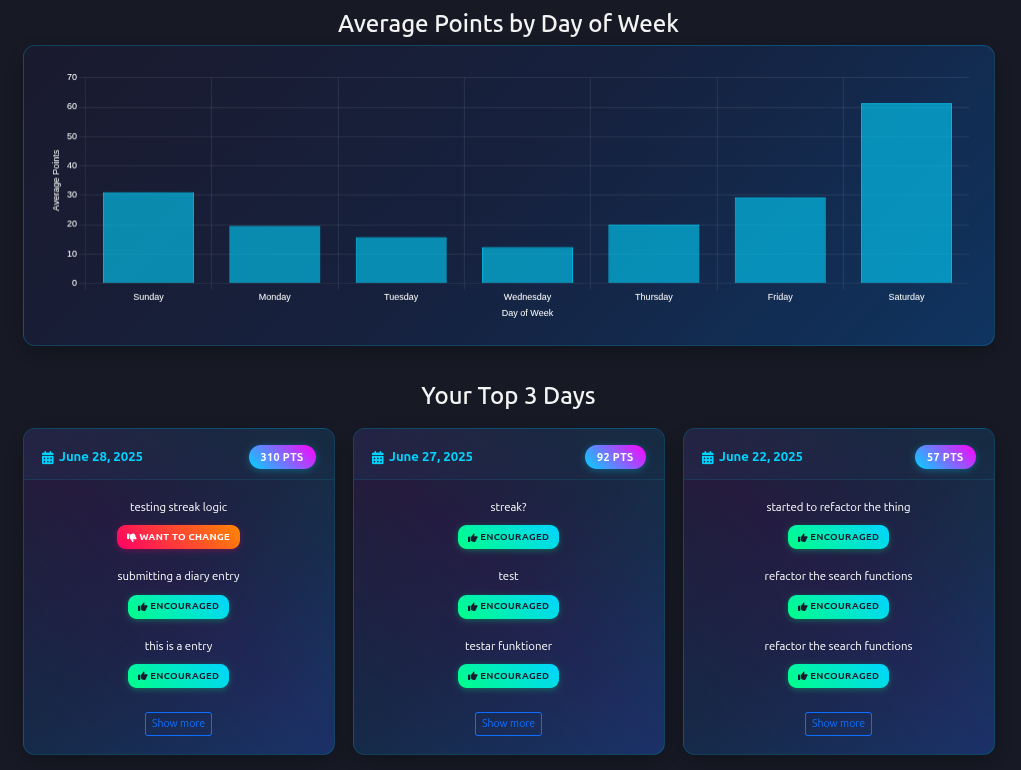 Average Points by Day of Week
70
60
50
40
30
20
10
0
Average Points
Sunday Monday Tuesday Wednesday Thursday Friday Saturday
Day of Week
Your Top 3 Days
June 28, 2025 310 PTS
testing streak logic
WANT TO CHANGE
submitting a diary entry
ENCOURAGED
this is a entry
ENCOURAGED
Show more
June 27, 2025 92 PTS
streak?
ENCOURAGED
test
ENCOURAGED
testar funktioner
ENCOURAGED
Show more
June 22, 2025 57 PTS
started to refactor the thing
ENCOURAGED
refactor the search functions
ENCOURAGED
refactor the search functions
ENCOURAGED
Show more